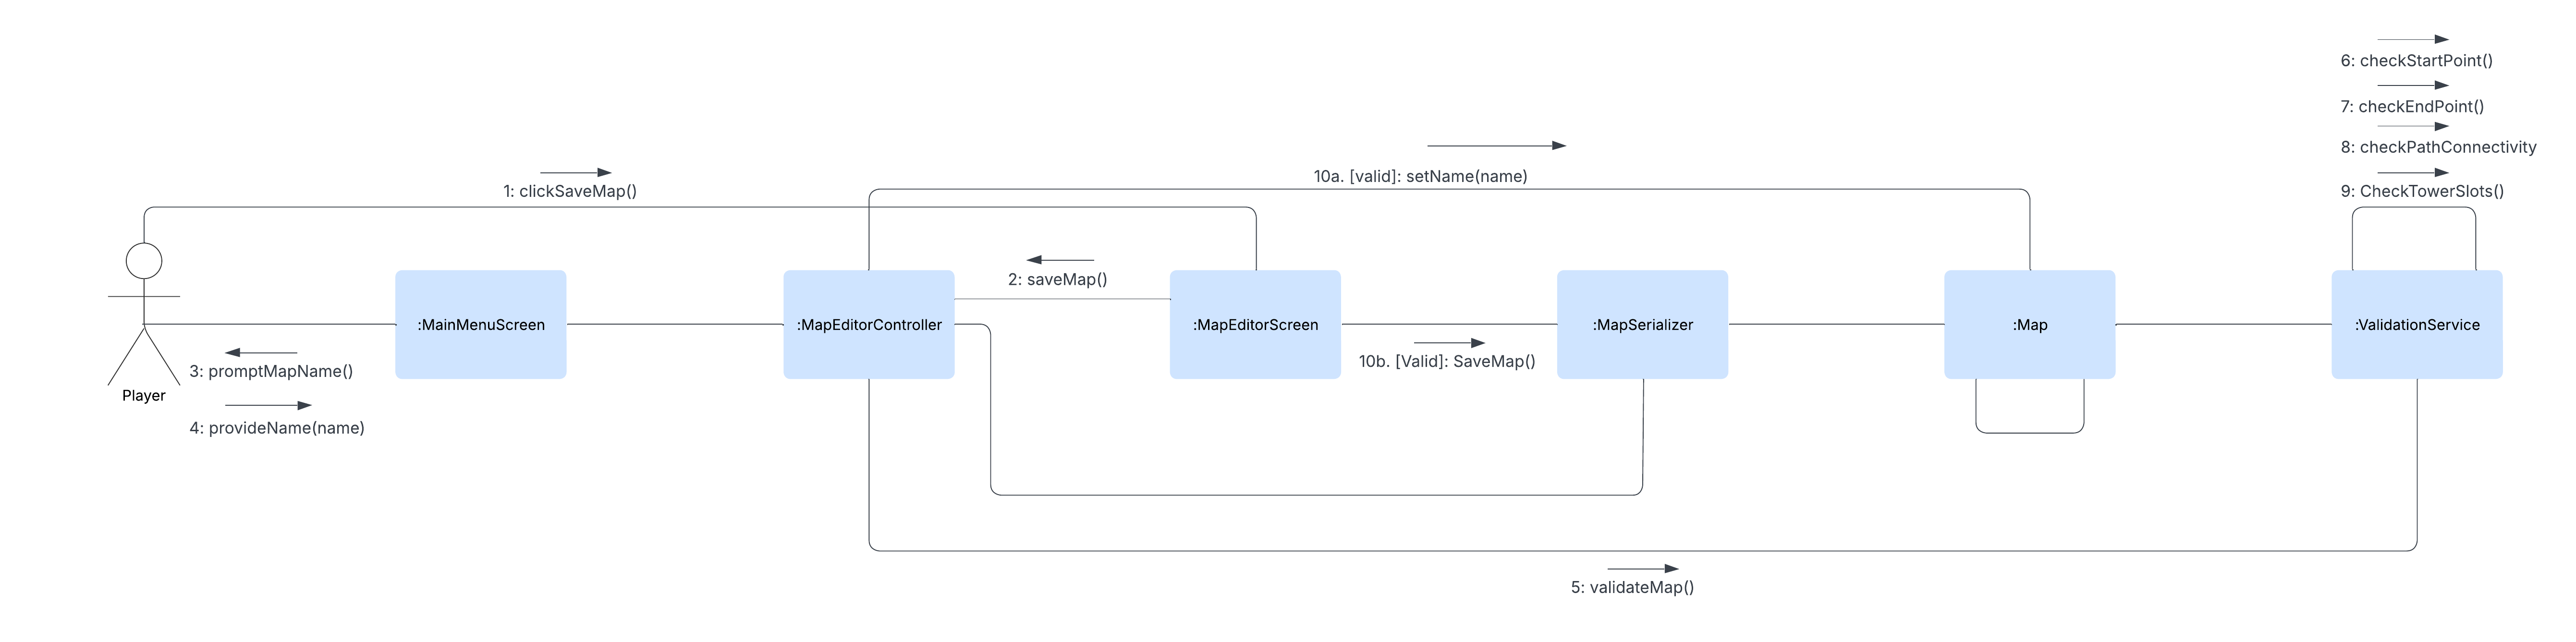 6: checkStartPoint()
7: checkEndPoint()
8: checkPathConnectivity
9: CheckTowerSlots()
10a. [valid]: setName(name)
1: clickSaveMap()
2: saveMap()
:MainMenuScreen
:MapEditorController
:MapEditorScreen
:MapSerializer
:Map
:ValidationService
10b. [Valid]: SaveMap()
3: promptMapName()
Player
4: provideName(name)
5: validateMap()